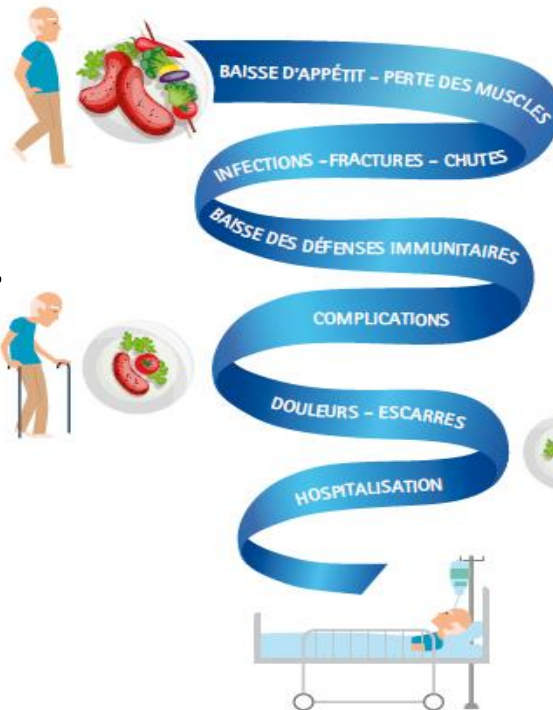 BAISSE D'APPÉTIT – PERTE DES MUSCLES
INFECTIONS –FRACTURES – CHUTES
BAISSE DES DÉFENSES IMMUNITAIRES
COMPLICATIONS
DOULEURS – ESCARRES
HOSPITALISATION